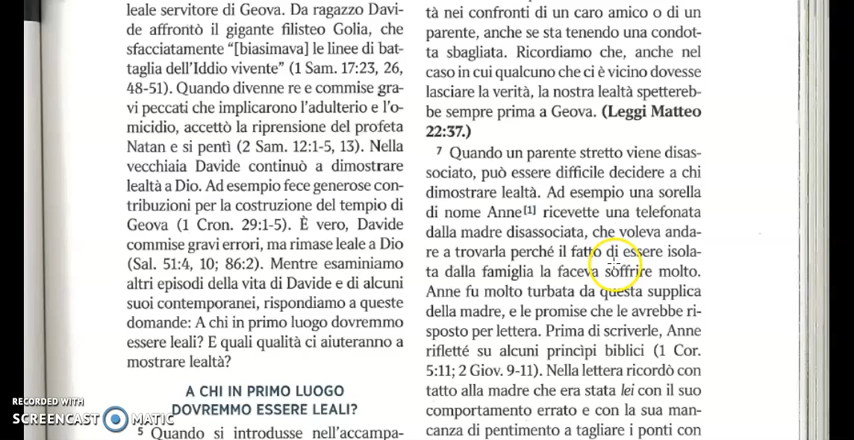 leale servitore di Geova. Da ragazzo Davi-
de affrontò il gigante filisteo Golia, che
sfacciatamente “[biasimava] le linee di bat-
taglia dell’Iddio vivente” (1 Sam. 17:23, 26,
48-51). Quando divenne re e commise gra-
vi peccati che implicarono l’adulterio e l’o-
micidio, accettò la riprensione del profeta
Natan e si pentì (2 Sam. 12:1-5, 13). Nella
vecchiaia Davide continuò a dimostrare
lealtà a Dio. Ad esempio fece generose con-
tribuzioni per la costruzione del tempio di
Geova (1 Cron. 29:1-5). È vero, Davide
commise gravi errori, ma rimase leale a Dio
(Sal. 51:4, 10; 86:2). Mentre esaminiamo
altri episodi della vita di Davide e di alcuni
suoi contemporanei, rispondiamo a queste
domande: A chi in primo luogo dovremmo
essere leali? E quali qualità ci aiuteranno a
mostrare lealtà?
A CHI IN PRIMO LUOGO
DOVREMMO ESSERE LEALI?
5 Quando si introdusse nell’accampa-
tà nei confronti di un caro amico o di un
parente, anche se sta tenendo una condot-
ta sbagliata. Ricordiamo che, anche nel
caso in cui qualcuno che ci è vicino dovesse
lasciare la verità, la nostra lealtà spettereb-
be sempre prima a Geova. (Leggi Matteo
22:37.)
7 Quando un parente stretto viene disas-
sociato, può essere difficile decidere a chi
dimostrare lealtà. Ad esempio una sorella
di nome Anne[1] ricevette una telefonata
dalla madre disassociata, che voleva anda-
re a trovarla perché il fatto di essere isola-
ta dalla famiglia la faceva soffrire molto.
Anne fu molto turbata da questa supplica
della madre, e le promise che le avrebbe ri-
sposto per lettera. Prima di scriverle, Anne
rifletté su alcuni princìpi biblici (1 Cor.
5:11; 2 Giov. 9-11). Nella lettera ricordò con
tatto alla madre che era stata lei con il suo
comportamento errato e con la sua man-
canza di pentimento a tagliare i ponti con
RECORDED WITH
SCREENCAST MATIC